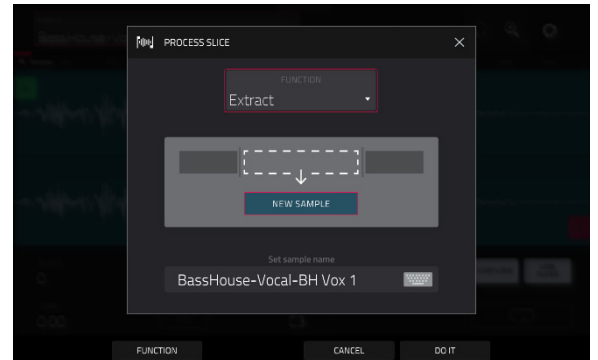 PROCESS SLICE
FUNCTION
Extract
NEW SAMPLE
Set sample name
BassHouse-Vocal-BH Vox 1
FUNCTION
CANCEL
DO IT